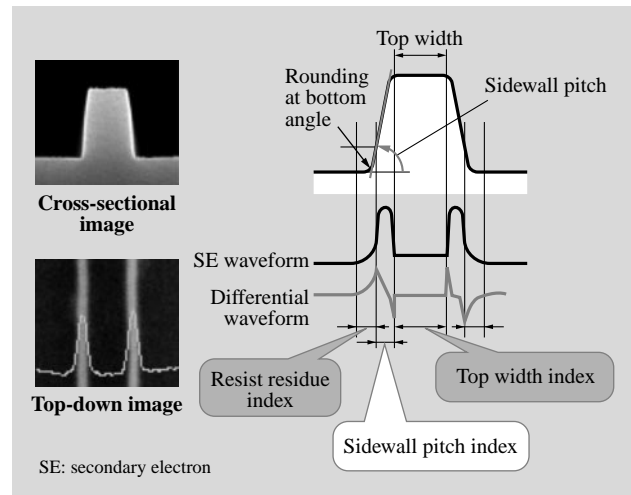 Top width
Rounding
at bottom
angle
Sidewall pitch
Cross-sectional
image
SE waveform
Differential
waveform
Resist residue
index
Top width index
Top-down image
Sidewall pitch index
SE: secondary electron